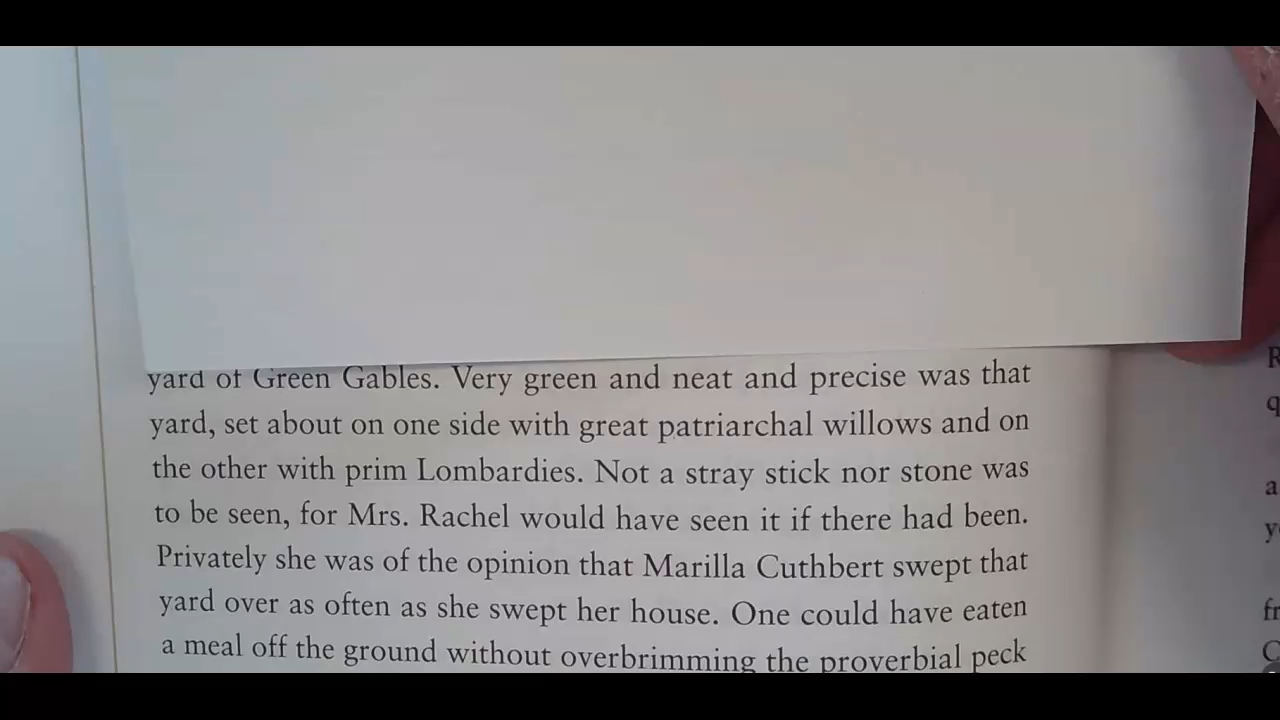 yard of Green Gables. Very green and neat and precise was that
yard, set about on one side with great patriarchal willows and on
the other with prim Lombardies. Not a stray stick nor stone was
to be seen, for Mrs. Rachel would have seen it if there had been.
Privately she was of the opinion that Marilla Cuthbert swept that
yard over as often as she swept her house. One could have eaten
a meal off the ground without overbrimming the proverbial peck